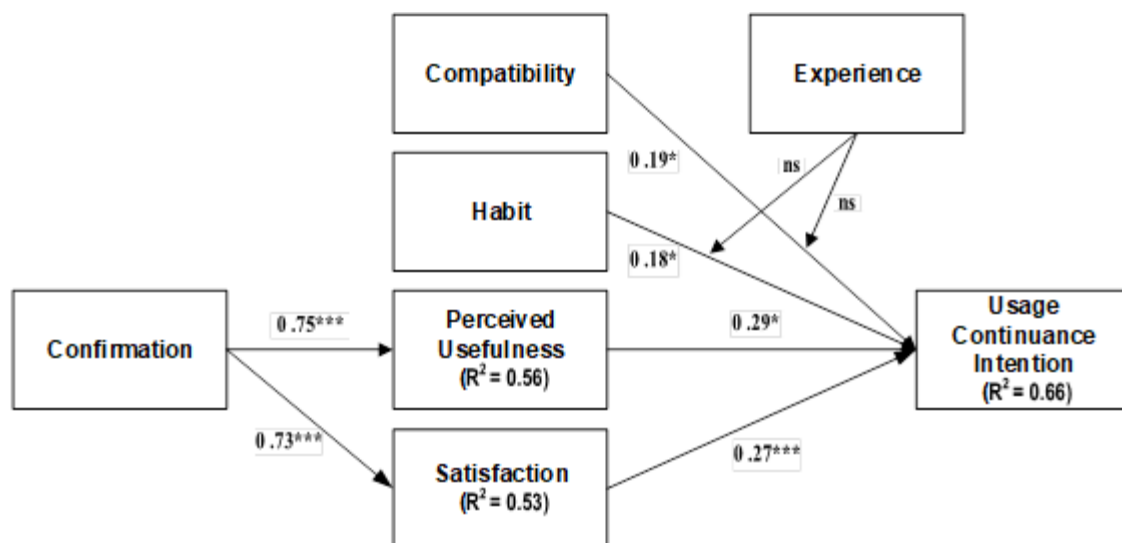 Compatibility
Experience
0.19*
ns
ns
Habit
0.18*
Confirmation
0.75***
Perceived
Usefulness
(R² = 0.56)
0.29*
Usage
Continuance
Intention
(R² = 0.66)
0.73***
Satisfaction
(R² = 0.53)
0.27***